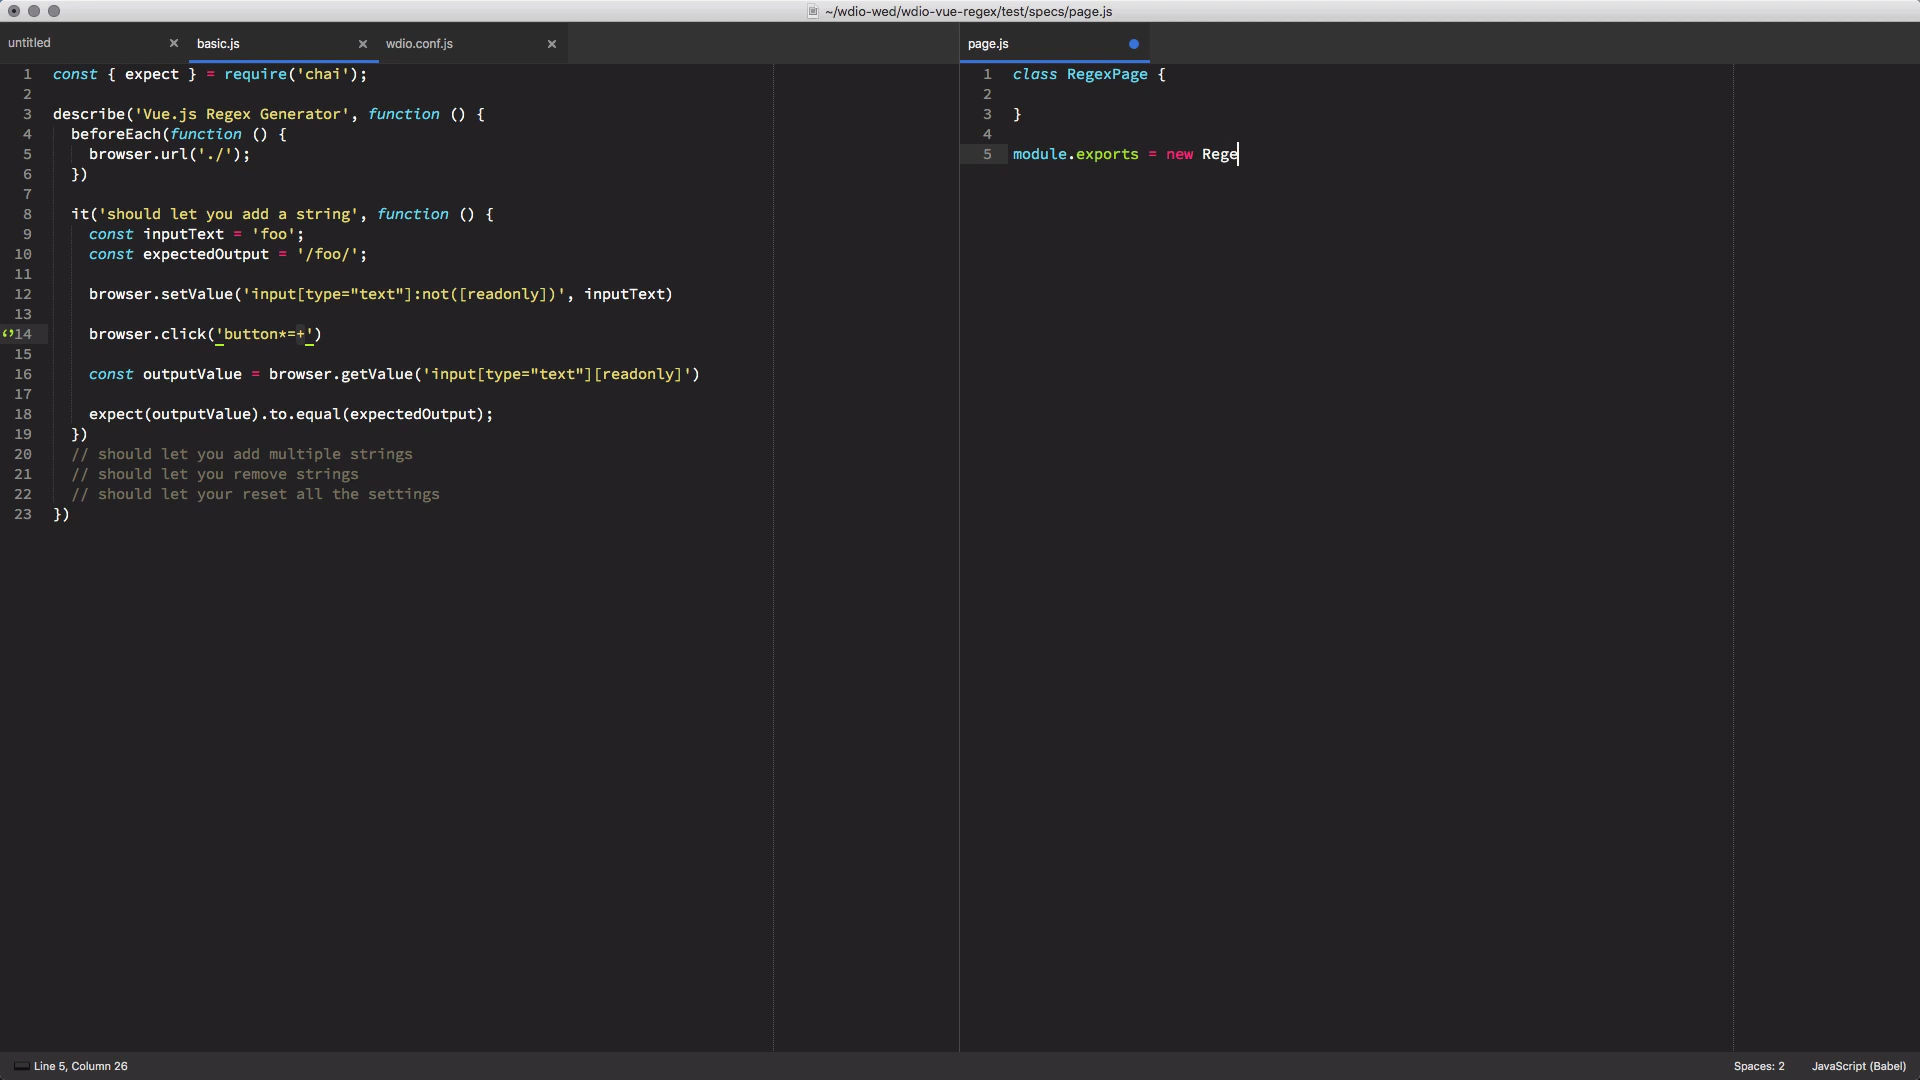 ~/wdio-wed/wdio-vue-regex/test/specs/page.js
untitled
basic.js
wdio.conf.js
page.js
1 const { expect } = require('chai');
2
3 describe('Vue.js Regex Generator', function () {
4 beforeEach(function () {
5 browser.url('./');
6 })
7
8 it('should let you add a string', function () {
9 const inputText = 'foo';
10 const expectedOutput = '/foo/';
11
12 browser.setValue('input[type="text"]:not([readonly])', inputText)
13
14 browser.click('button*=+')
15
16 const outputValue = browser.getValue('input[type="text"][readonly]')
17
18 expect(outputValue).to.equal(expectedOutput);
19 })
20 // should let you add multiple strings
21 // should let you remove strings
22 // should let your reset all the settings
23 })
1 class RegexPage {
2
3 }
4
5 module.exports = new Rege
Line 5, Column 26
Spaces: 2
JavaScript (Babel)